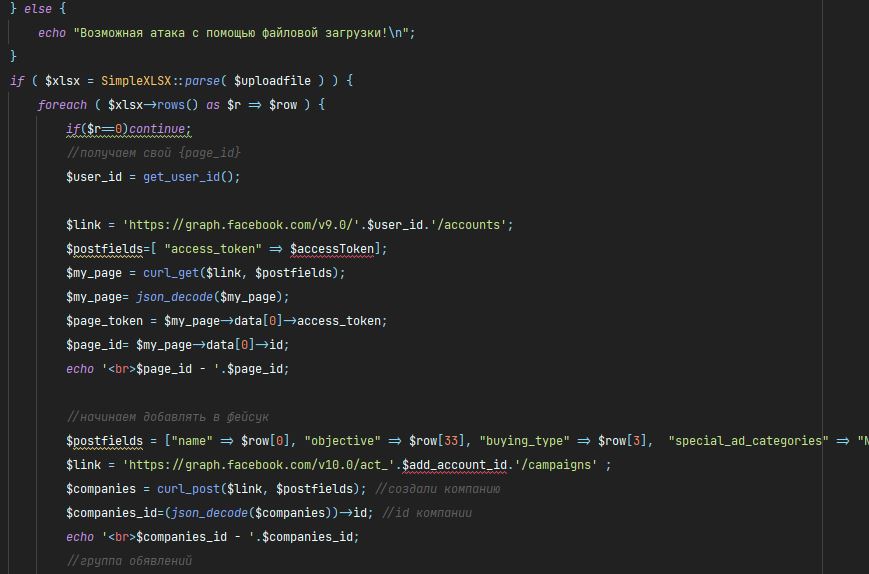 } else {
echo "Возможная атака с помощью файловой загрузки!\n";
}
if ( $xlsx = SimpleXLSX::parse( $uploadfile ) ) {
foreach ( $xlsx->rows() as $r => $row ) {
if($r==0)continue;
//получаем свой {page_id}
$user_id = get_user_id();
$link = 'https://graph.facebook.com/v9.0/'.$user_id.'/accounts';
$postfields=[ "access_token" => $accessToken];
$my_page = curl_get($link, $postfields);
$my_page= json_decode($my_page);
$page_token = $my_page->data[0]->access_token;
$page_id= $my_page->data[0]->id;
echo '<br>$page_id - '.$page_id;
//начинаем добавлять в фейсук
$postfields = ["name" => $row[0], "objective" => $row[33], "buying_type" => $row[3],  "special_ad_categories" => "N
$link = 'https://graph.facebook.com/v10.0/act_'.$add_account_id.'/campaigns' ;
$companies = curl_post($link, $postfields); //создали компанию
$companies_id=(json_decode($companies))->id; //id компании
echo '<br>$companies_id - '.$companies_id;
//группа обявлений